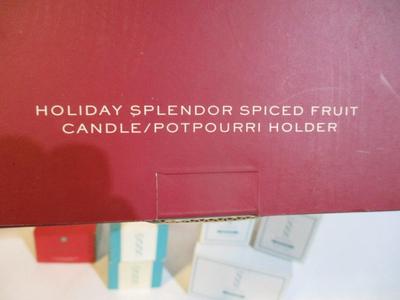 HOLIDAY SPLENDOR SPICED FRUIT
CANDLE/POTPOURRI HOLDER